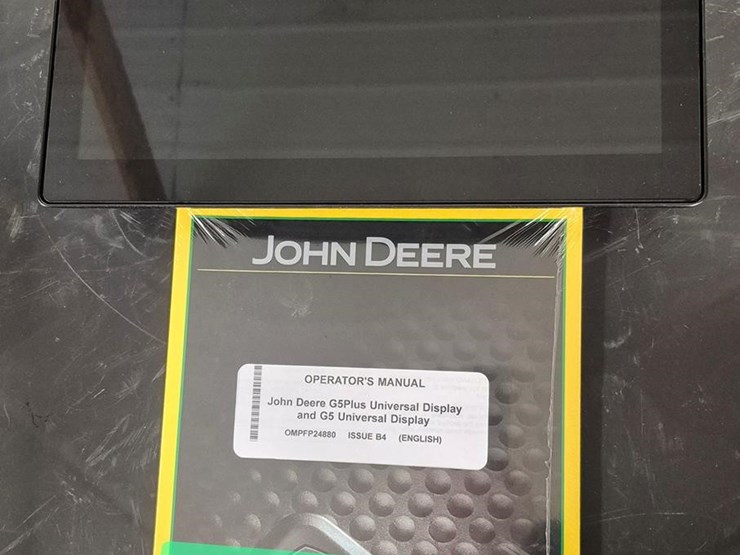 JOHN DEERE
OPERATOR'S MANUAL
John Deere G5Plus Universal Display
and G5 Universal Display
OMPFP24880 ISSUE B4 (ENGLISH)